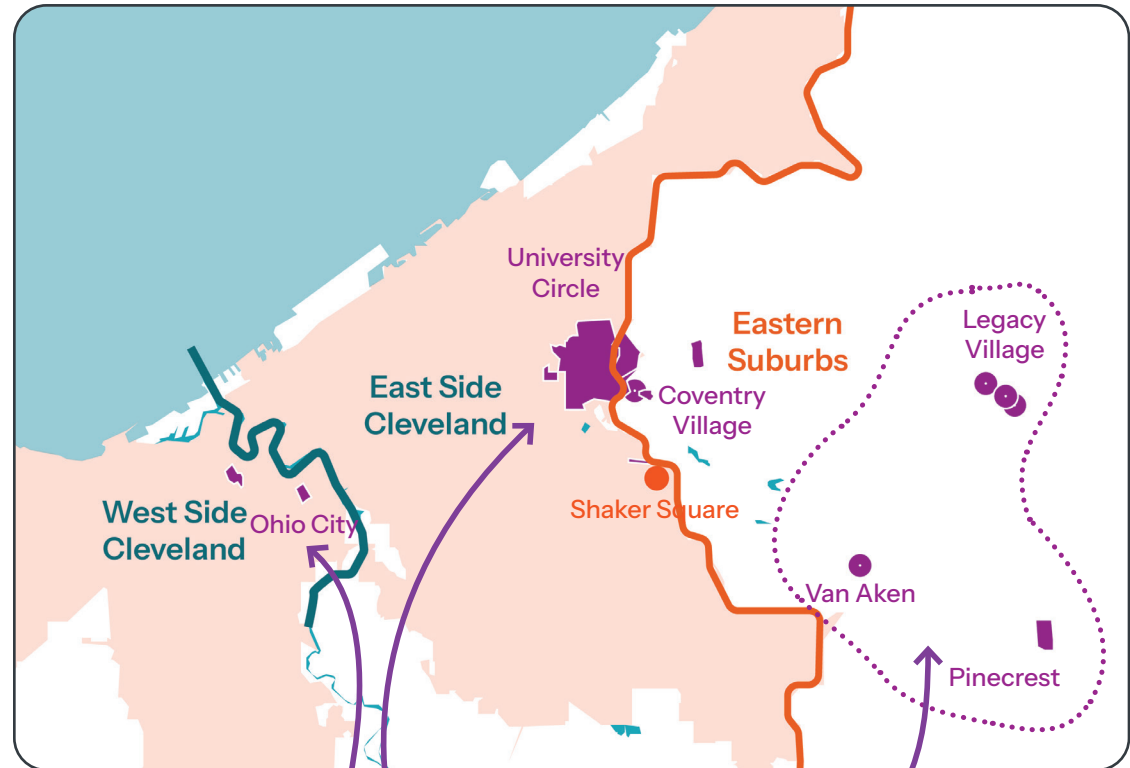 University
Circle
Eastern
Suburbs
Legacy
Village
East Side
Cleveland
Coventry
Village
West Side
Cleveland
Ohio City
Shaker Square
Van Aken
Pinecrest